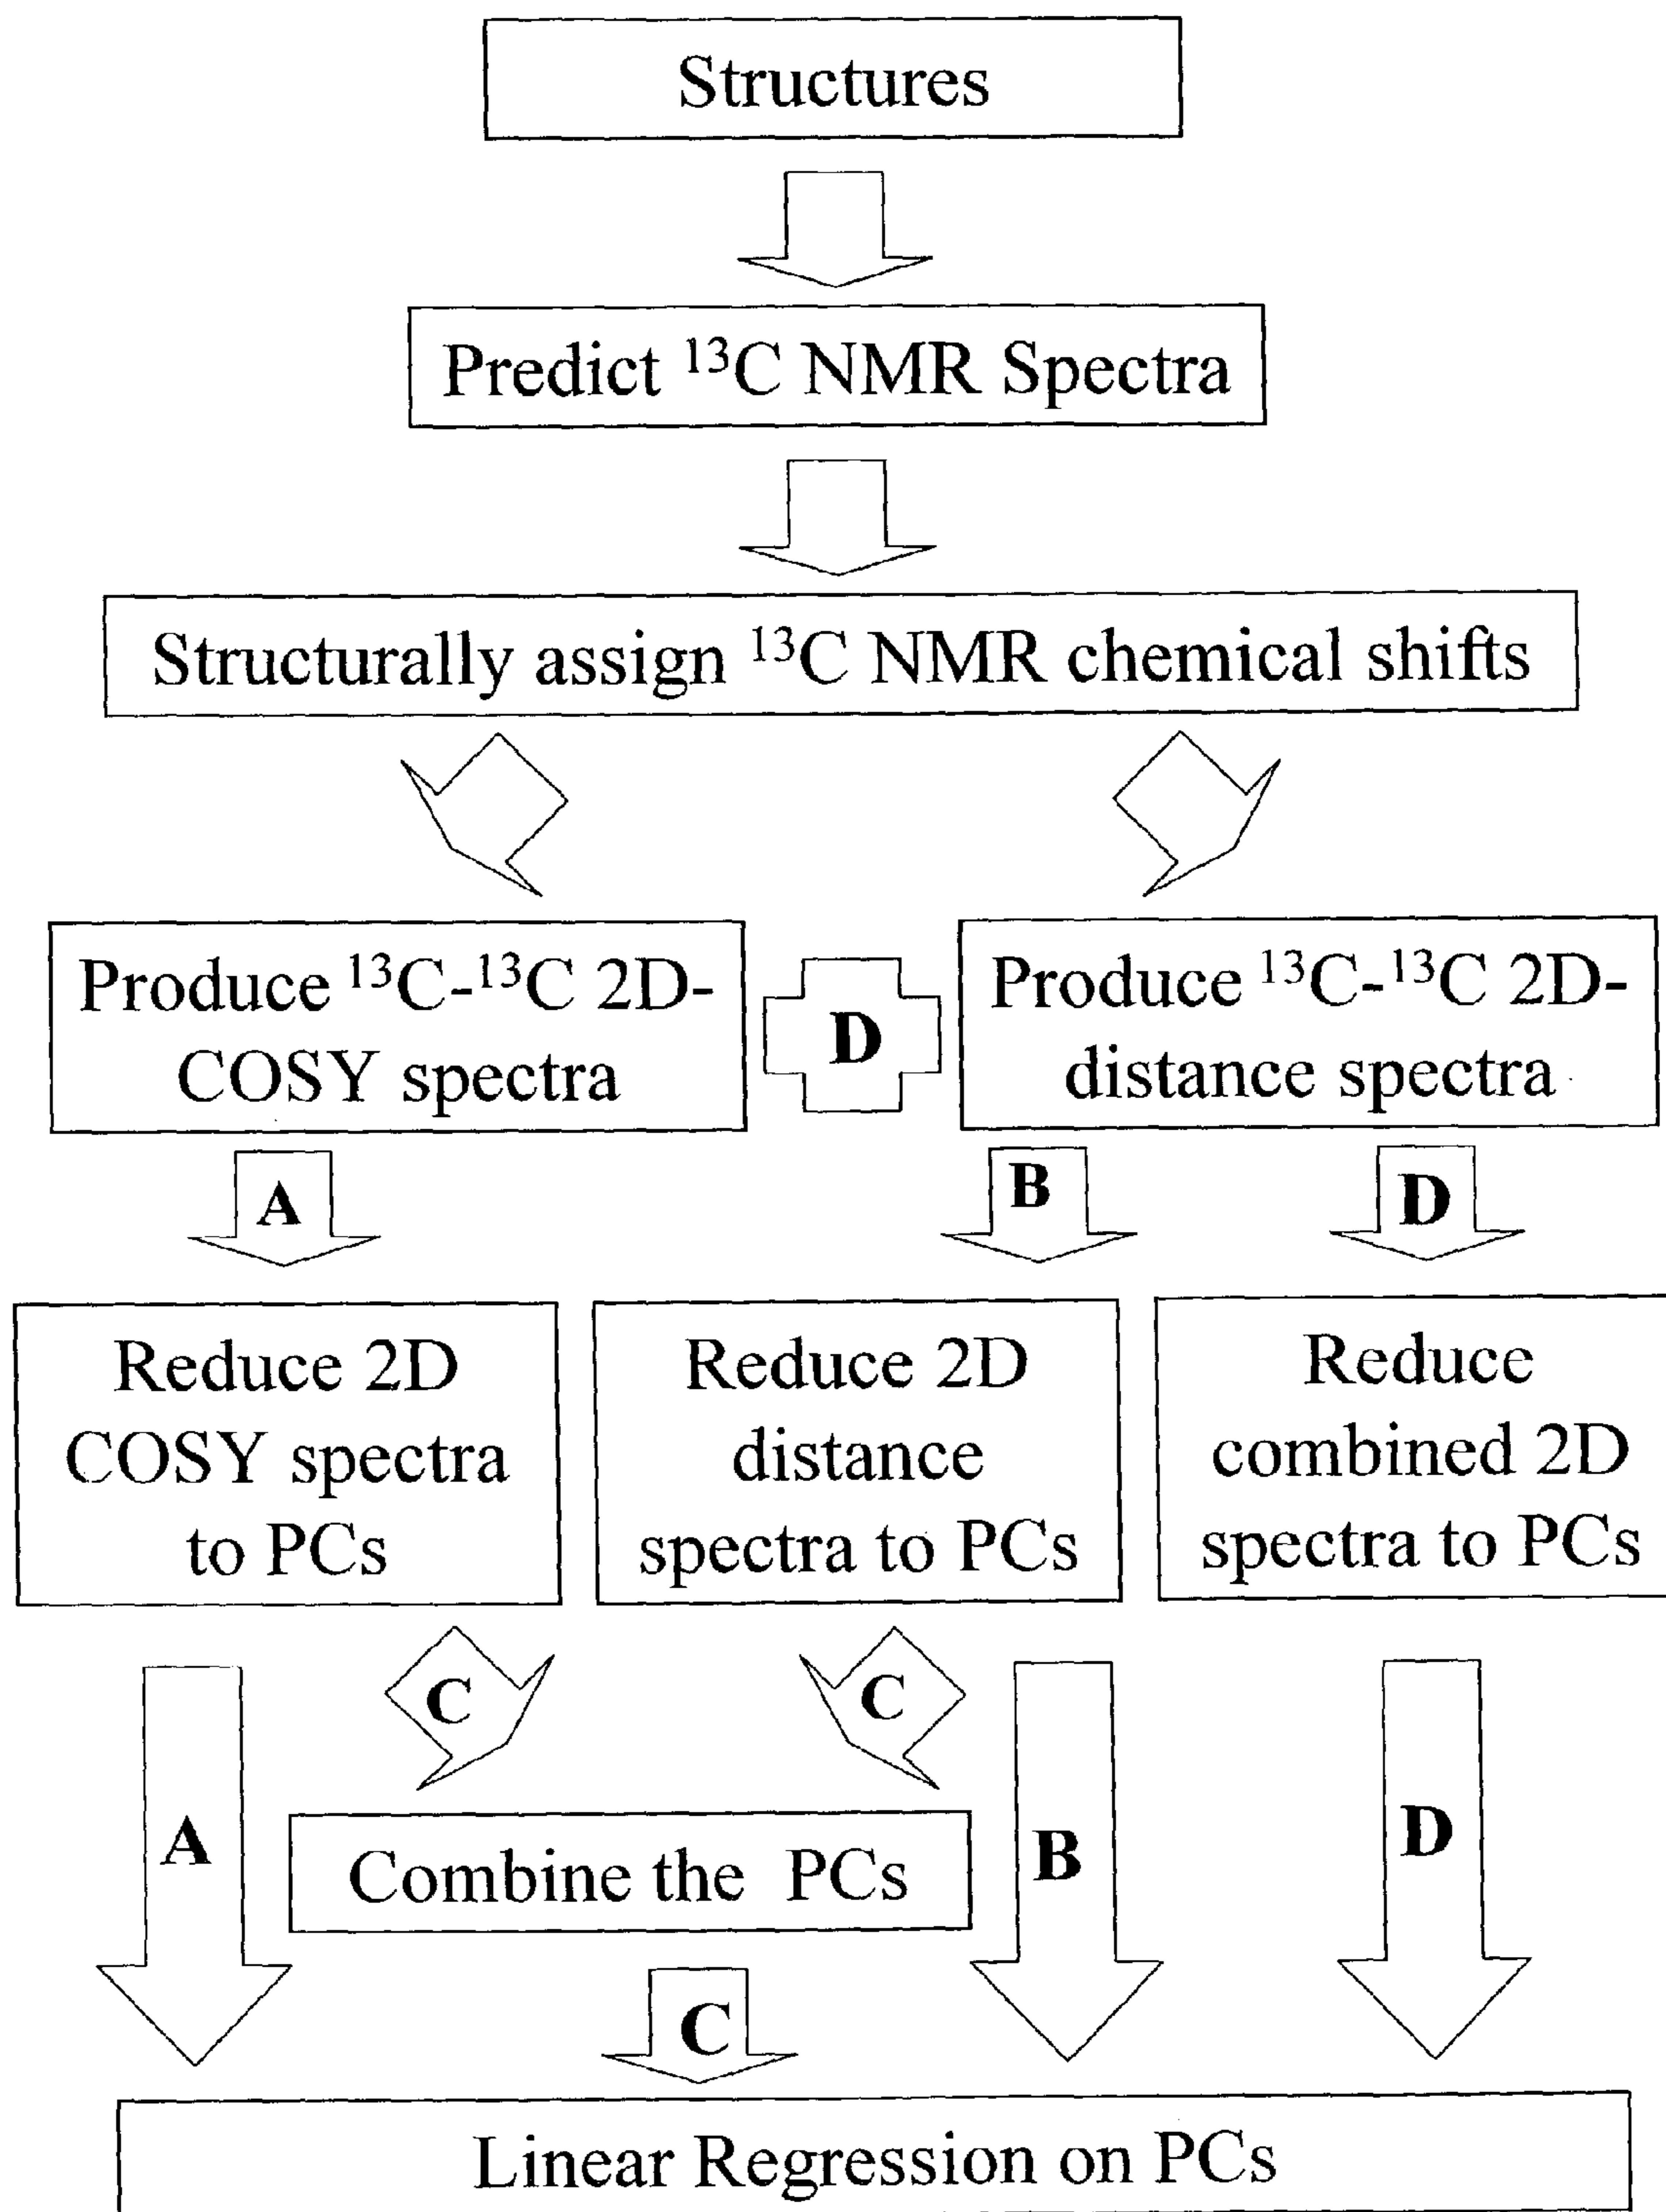 Structures
Predict ¹³C NMR Spectra
Structurally assign ¹³C NMR chemical shifts
Produce ¹³C-¹³C 2D-
COSY spectra
D
Produce ¹³C-¹³C 2D-
distance spectra
A
B
D
Reduce 2D
COSY spectra
to PCs
Reduce 2D
distance
spectra to PCs
Reduce
combined 2D
spectra to PCs
C
C
A
Combine the PCs
B
D
C
Linear Regression on PCs